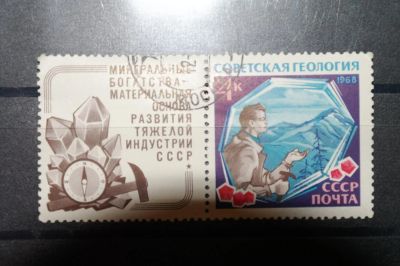 МИНЕРАЛЬНЫЕ
БОГАТСТВА-
МАТЕРИАЛЬНАЯ
ОСНОВА
РАЗВИТИЯ
ТЯЖЕЛОЙ
ИНДУСТРИИ
СССР
СОВЕТСКАЯ ГЕОЛОГИЯ
4к
1968
СССР
ПОЧТА